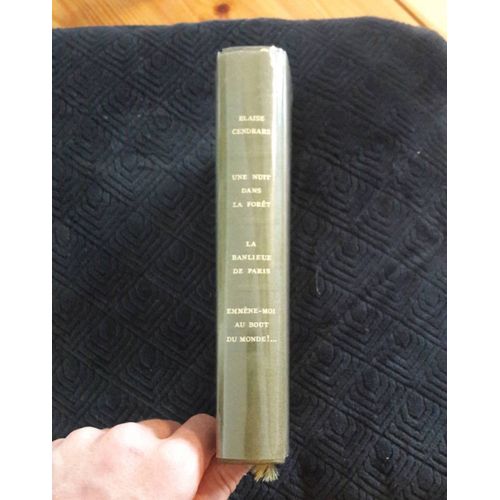 BLAISE
CENDRARS
UNE NUIT
DANS
LA FORÊT
LA
BANLIEUE
DE PARIS
EMMÈNE-MOI
AU BOUT
DU MONDE!...